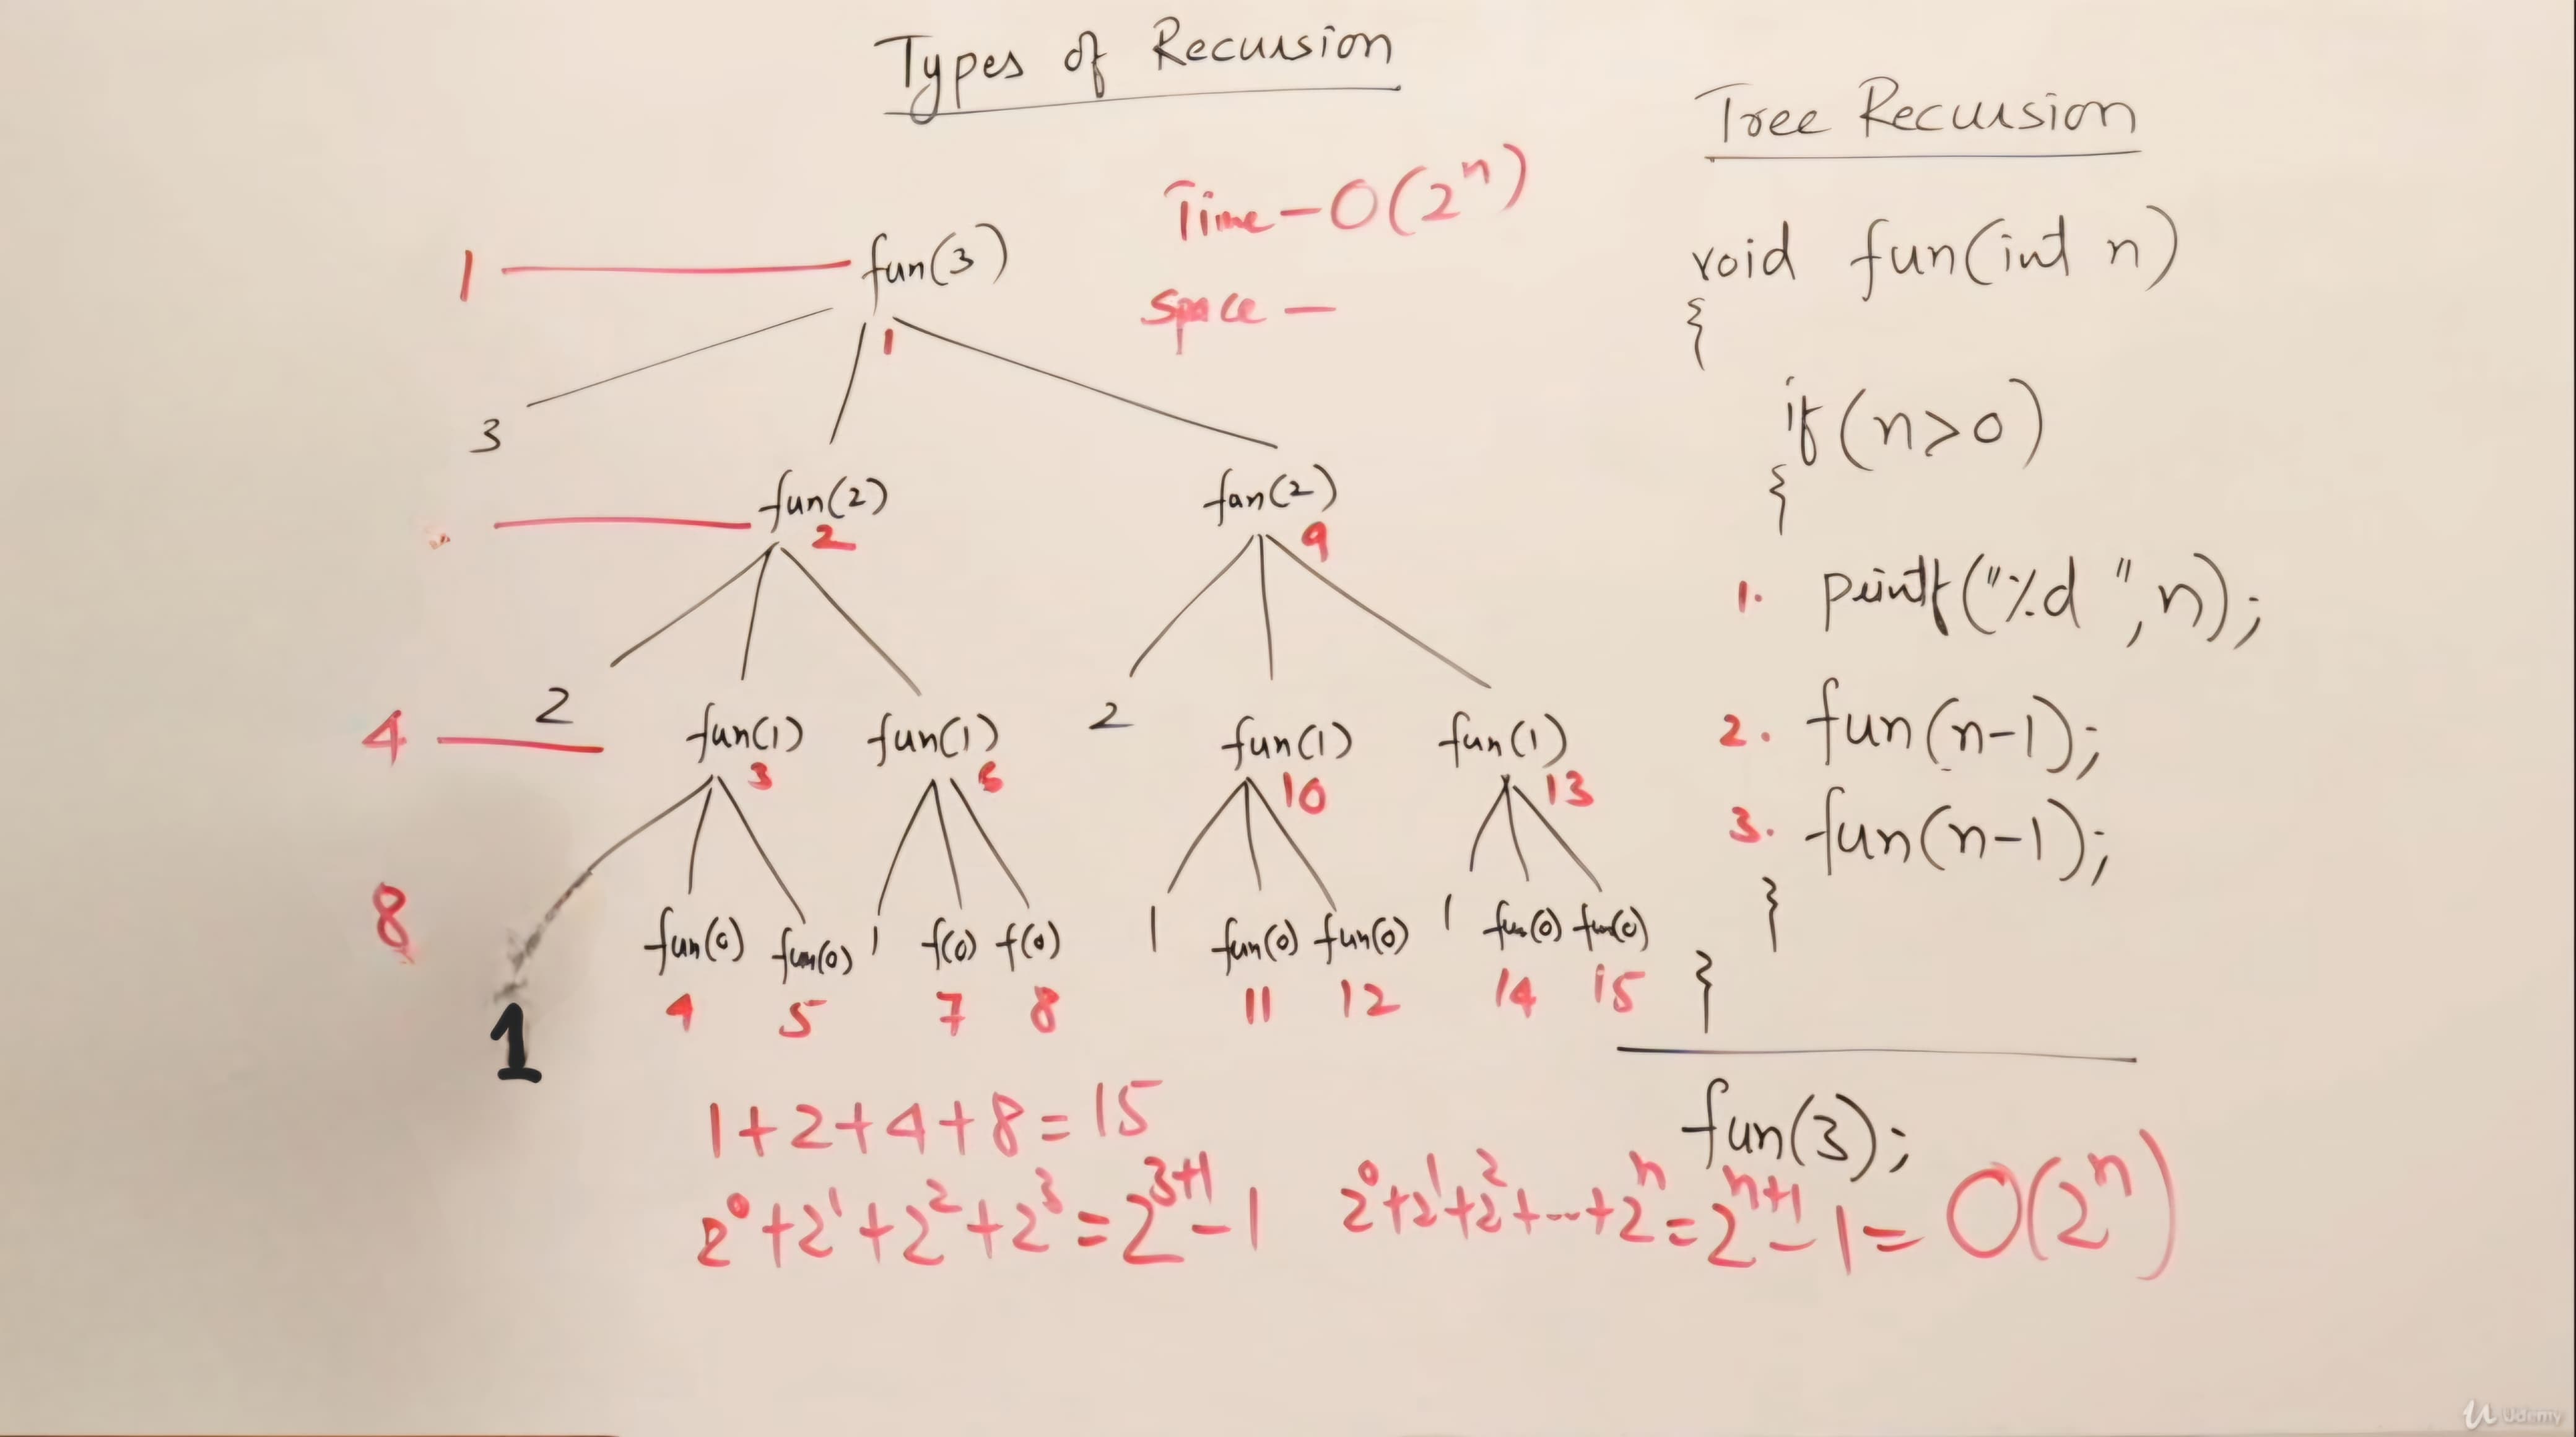 Types of Recursion
Tree Recursion
Time - O(2^n)
Space -
void fun(int n)
{
if(n>0)
{
1. printf("%d ", n);
2. fun(n-1);
3. fun(n-1);
}
}
fun(3);
1 fun(3)
1
3 fun(2) fun(2)
2 9
4 2 fun(1) fun(1) 2 fun(1) fun(1)
3 6 10 13
8 1 fun(0) fun(0) 1 f(0) f(0) 1 fun(0) fun(0) 1 fun(0) fun(0)
4 5 7 8 11 12 14 15
1+2+4+8=15
2^0+2^1+2^2+2^3=2^3+1-1
2^0+2^1+2^2+...+2^n=2^n+1-1= O(2^n)
Udemy